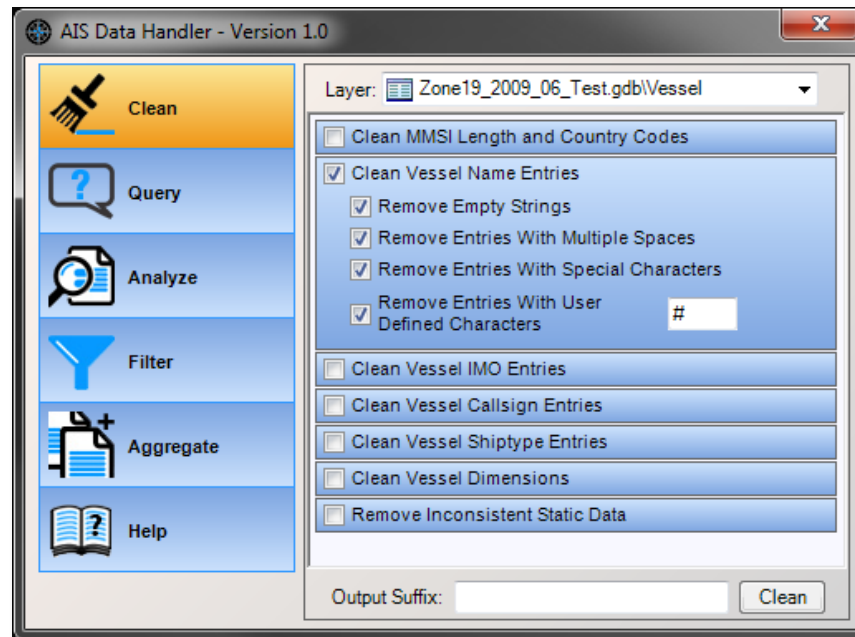 AIS Data Handler - Version 1.0
Clean
Query
Analyze
Filter
Aggregate
Help
Layer: Zone19_2009_06_Test.gdb\Vessel
Clean MMSI Length and Country Codes
Clean Vessel Name Entries
Remove Empty Strings
Remove Entries With Multiple Spaces
Remove Entries With Special Characters
Remove Entries With User
Defined Characters
#
Clean Vessel IMO Entries
Clean Vessel Callsign Entries
Clean Vessel Shiptype Entries
Clean Vessel Dimensions
Remove Inconsistent Static Data
Output Suffix:
Clean